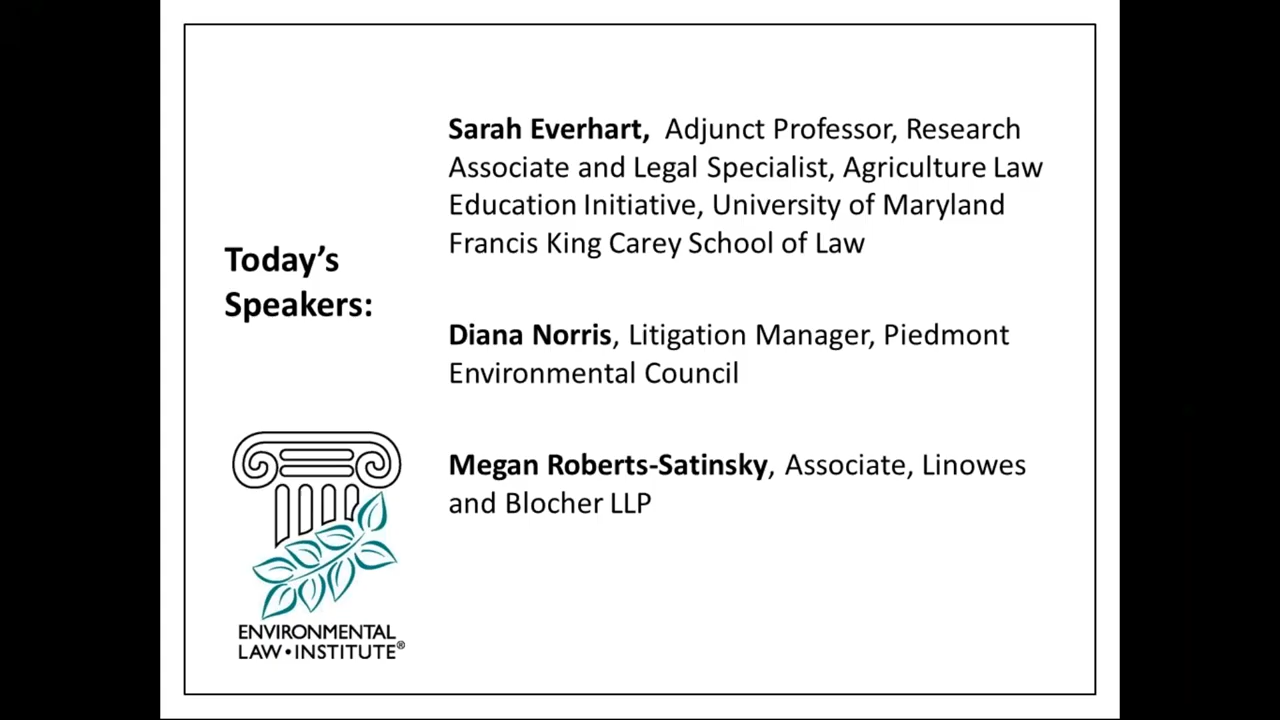 Today's
Speakers:
Sarah Everhart, Adjunct Professor, Research
Associate and Legal Specialist, Agriculture Law
Education Initiative, University of Maryland
Francis King Carey School of Law
Diana Norris, Litigation Manager, Piedmont
Environmental Council
Megan Roberts-Satinsky, Associate, Linowes
and Blocher LLP
ENVIRONMENTAL
LAW•INSTITUTE®